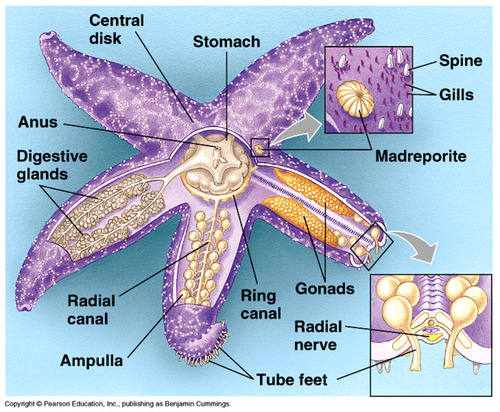 Central
disk
Stomach
Spine
Gills
Anus
Madreporite
Digestive
glands
Radial
canal
Ring
canal
Gonads
Radial
nerve
Ampulla
Tube feet
Copyright © Pearson Education, Inc., publishing as Benjamin Cummings.